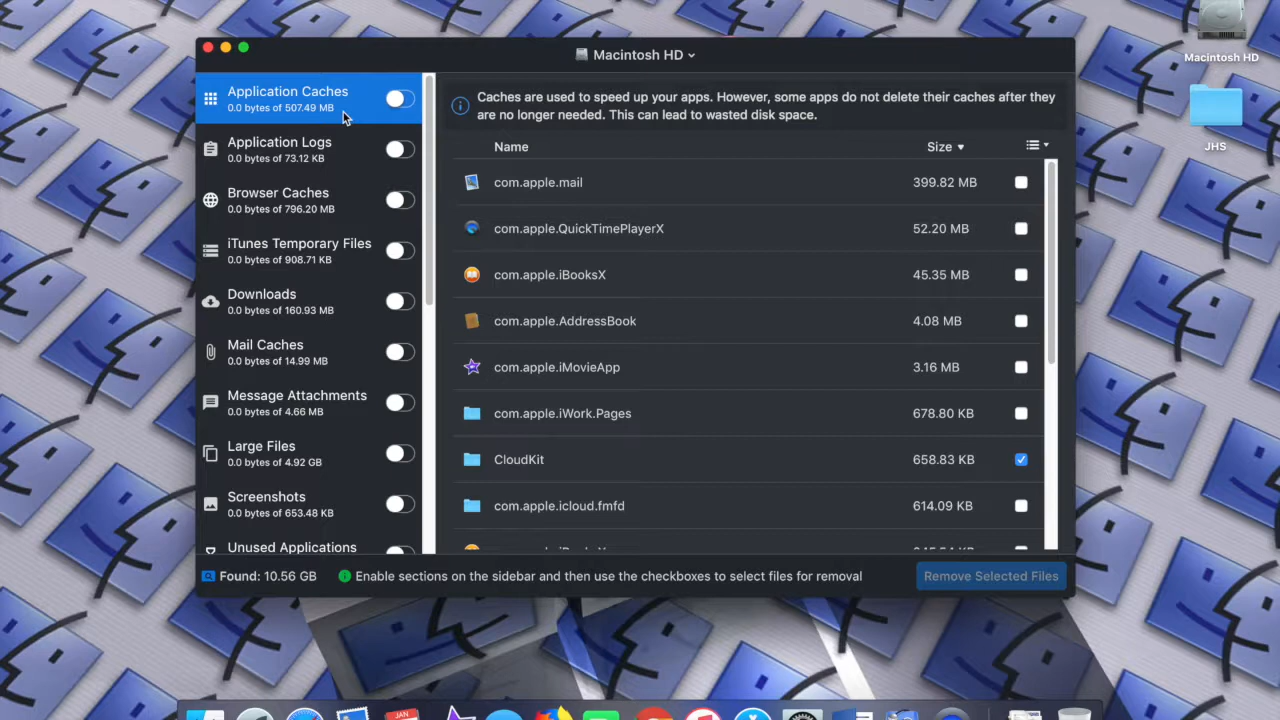 Macintosh HD
Macintosh HD
JHS
Application Caches
0.0 bytes of 507.49 MB
Application Logs
0.0 bytes of 73.12 KB
Browser Caches
0.0 bytes of 796.20 MB
iTunes Temporary Files
0.0 bytes of 908.71 KB
Downloads
0.0 bytes of 160.93 MB
Mail Caches
0.0 bytes of 14.99 MB
Message Attachments
0.0 bytes of 4.66 MB
Large Files
0.0 bytes of 4.92 GB
Screenshots
0.0 bytes of 653.48 KB
Unused Applications
Caches are used to speed up your apps. However, some apps do not delete their caches after they
are no longer needed. This can lead to wasted disk space.
Name Size
com.apple.mail 399.82 MB
com.apple.QuickTimePlayerX 52.20 MB
com.apple.iBooksX 45.35 MB
com.apple.AddressBook 4.08 MB
com.apple.iMovieApp 3.16 MB
com.apple.iWork.Pages 678.80 KB
CloudKit 658.83 KB
com.apple.icloud.fmfd 614.09 KB
Found: 10.56 GB
Enable sections on the sidebar and then use the checkboxes to select files for removal
Remove Selected Files
JAN